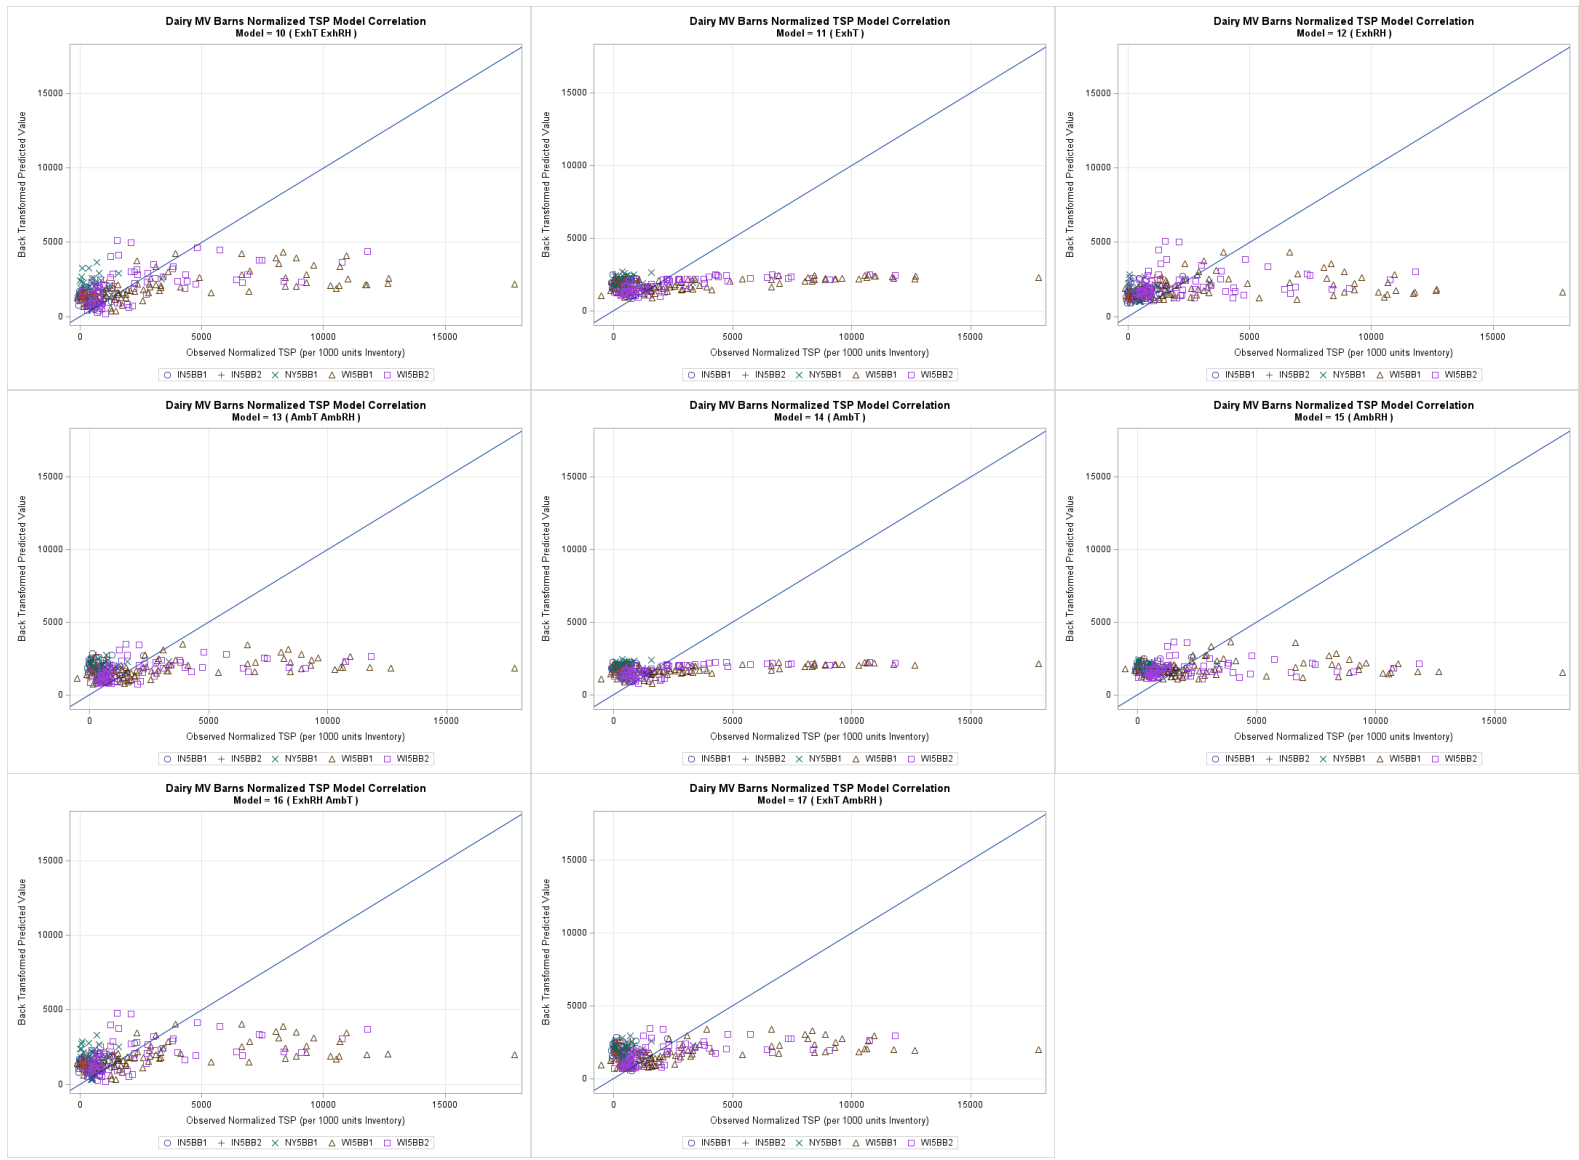 Dairy MV Barns Normalized TSP Model Correlation
Model = 10 ( ExhT ExhRH )
Back Transformed Predicted Value
15000
10000
5000
0
0 5000 10000 15000
Observed Normalized TSP (per 1000 units Inventory)
IN5BB1 IN5BB2 NY5BB1 WI5BB1 WI5BB2
Dairy MV Barns Normalized TSP Model Correlation
Model = 11 ( ExhT )
Back Transformed Predicted Value
15000
10000
5000
0
0 5000 10000 15000
Observed Normalized TSP (per 1000 units Inventory)
IN5BB1 IN5BB2 NY5BB1 WI5BB1 WI5BB2
Dairy MV Barns Normalized TSP Model Correlation
Model = 12 ( ExhRH )
Back Transformed Predicted Value
15000
10000
5000
0
0 5000 10000 15000
Observed Normalized TSP (per 1000 units Inventory)
IN5BB1 IN5BB2 NY5BB1 WI5BB1 WI5BB2
Dairy MV Barns Normalized TSP Model Correlation
Model = 13 ( AmbT AmbRH )
Back Transformed Predicted Value
15000
10000
5000
0
0 5000 10000 15000
Observed Normalized TSP (per 1000 units Inventory)
IN5BB1 IN5BB2 NY5BB1 WI5BB1 WI5BB2
Dairy MV Barns Normalized TSP Model Correlation
Model = 14 ( AmbT )
Back Transformed Predicted Value
15000
10000
5000
0
0 5000 10000 15000
Observed Normalized TSP (per 1000 units Inventory)
IN5BB1 IN5BB2 NY5BB1 WI5BB1 WI5BB2
Dairy MV Barns Normalized TSP Model Correlation
Model = 15 ( AmbRH )
Back Transformed Predicted Value
15000
10000
5000
0
0 5000 10000 15000
Observed Normalized TSP (per 1000 units Inventory)
IN5BB1 IN5BB2 NY5BB1 WI5BB1 WI5BB2
Dairy MV Barns Normalized TSP Model Correlation
Model = 16 ( ExhRH AmbT )
Back Transformed Predicted Value
15000
10000
5000
0
0 5000 10000 15000
Observed Normalized TSP (per 1000 units Inventory)
IN5BB1 IN5BB2 NY5BB1 WI5BB1 WI5BB2
Dairy MV Barns Normalized TSP Model Correlation
Model = 17 ( ExhT AmbRH )
Back Transformed Predicted Value
15000
10000
5000
0
0 5000 10000 15000
Observed Normalized TSP (per 1000 units Inventory)
IN5BB1 IN5BB2 NY5BB1 WI5BB1 WI5BB2